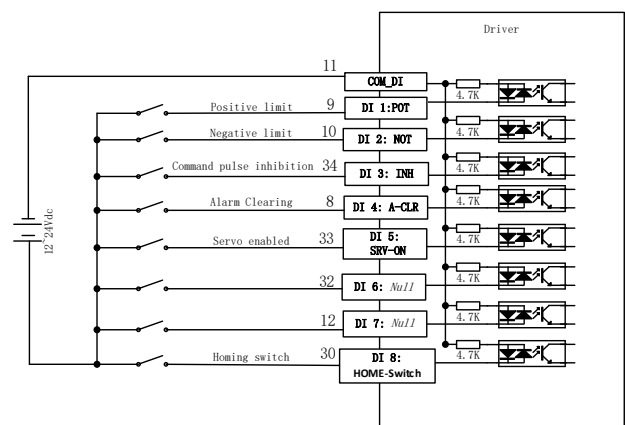 Driver
11 COM_DI 4.7K
Positive limit 9 DI 1:POT
4.7K
Negative limit 10 DI 2: NOT
4.7K
Command pulse inhibition 34 DI 3: INH
4.7K
Alarm Clearing 8 DI 4: A-CLR
4.7K
Servo enabled 33 DI 5: SRV-ON
4.7K
32 DI 6: Null
4.7K
12 DI 7: Null
4.7K
Homing switch 30 DI 8: HOME-Switch
12~24Vdc